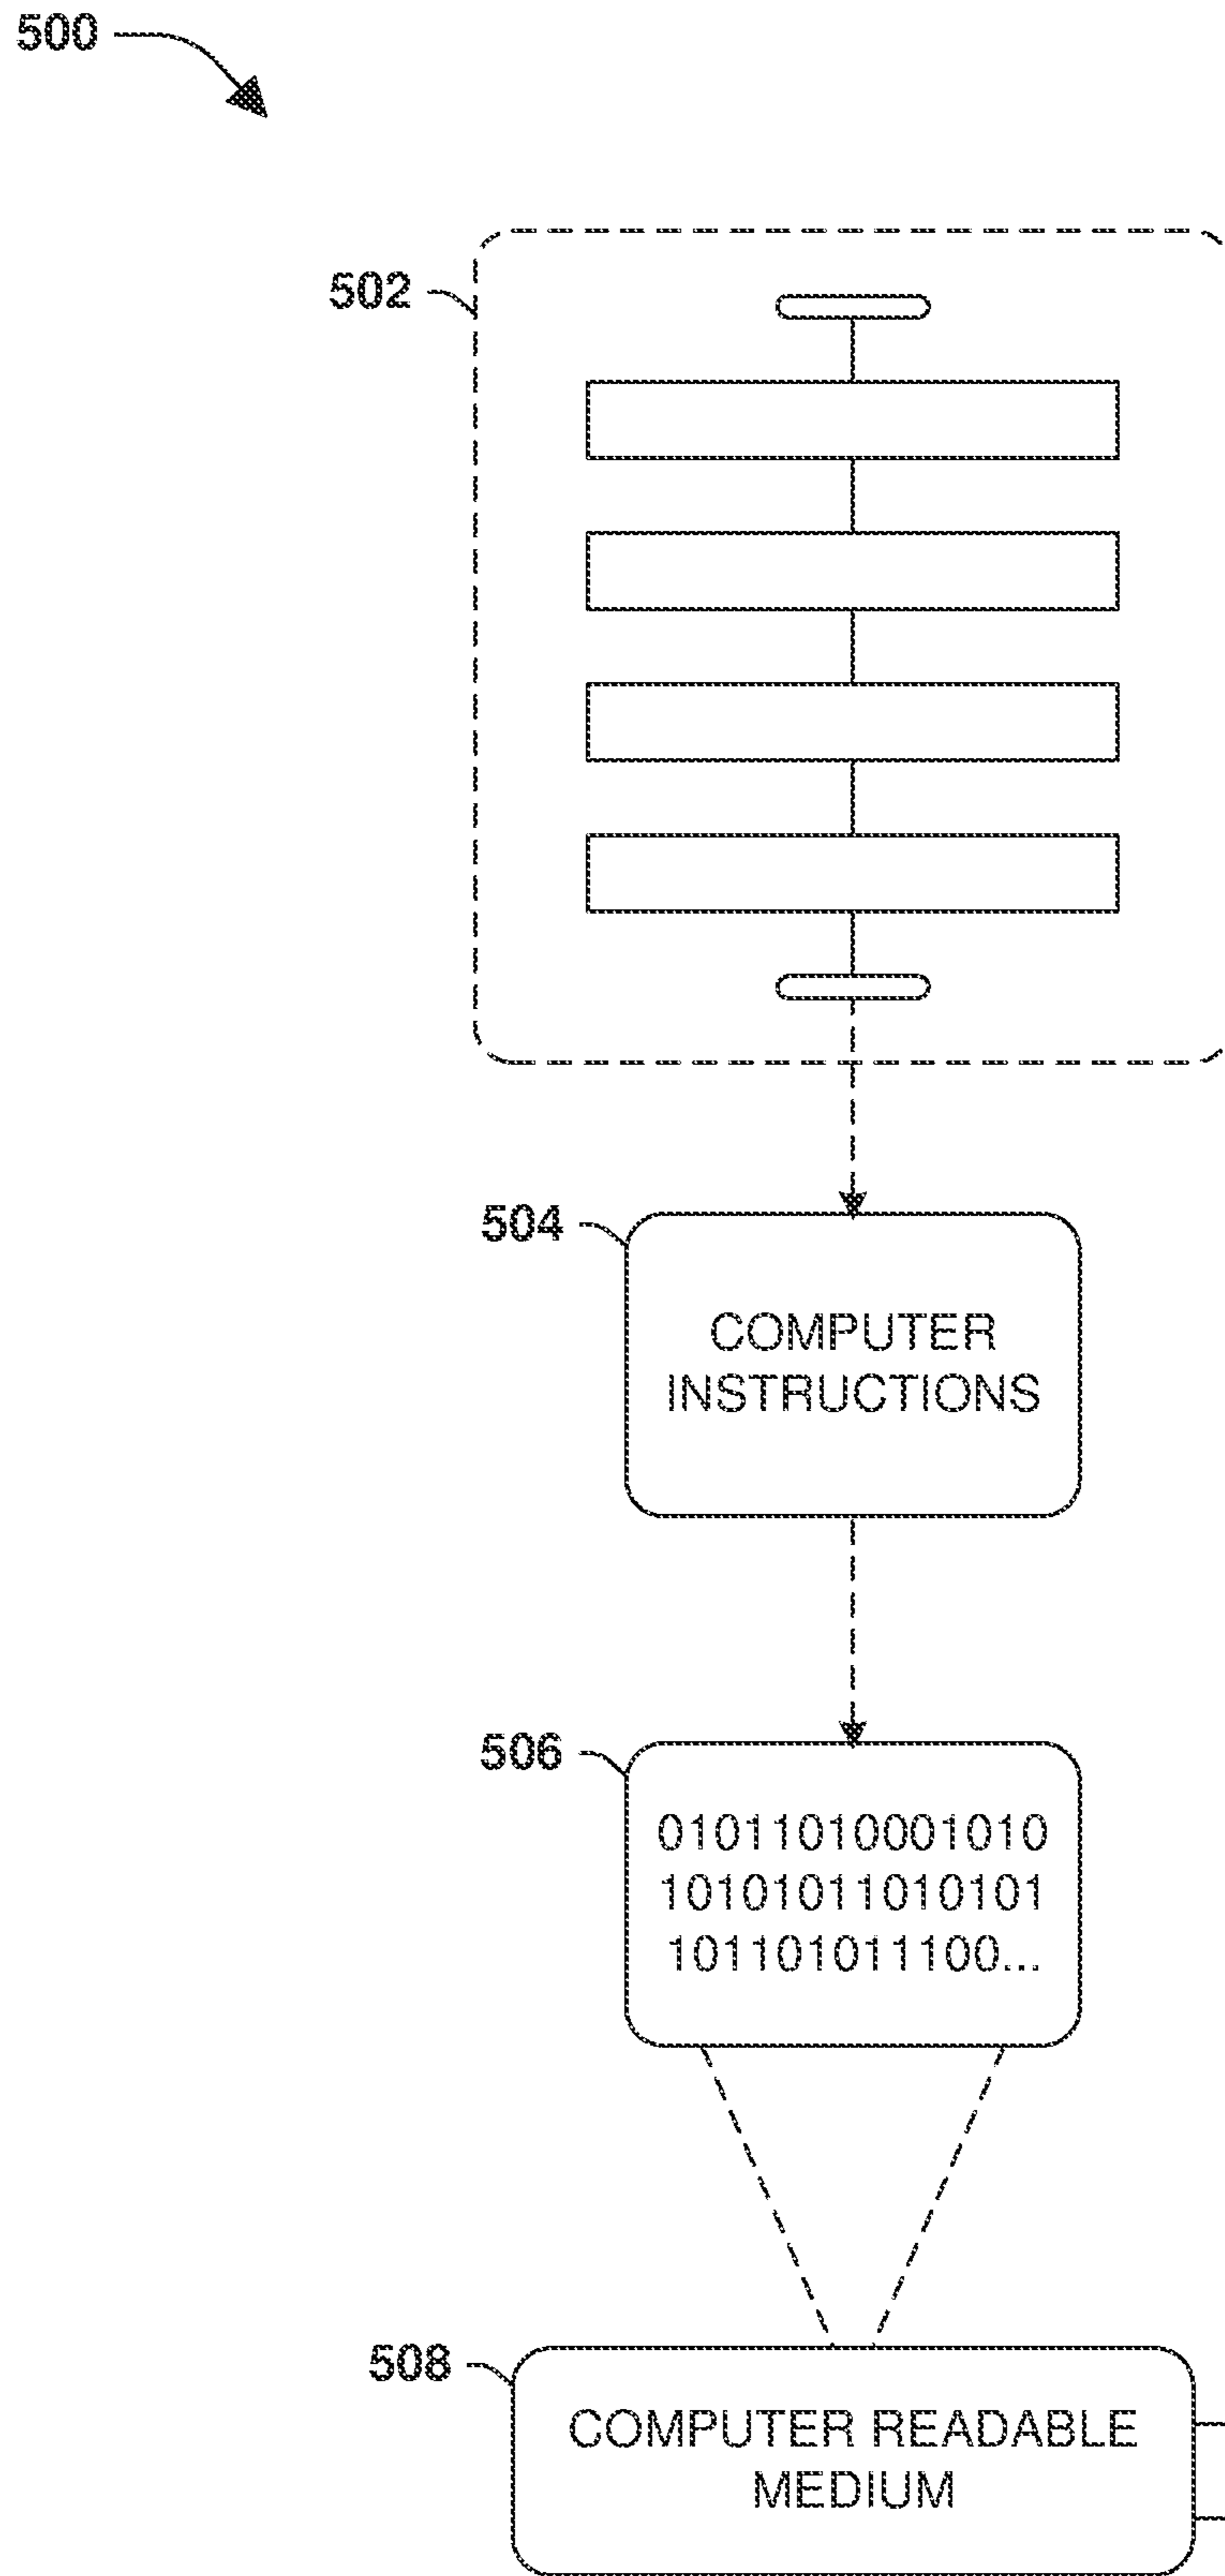 500
502
504
COMPUTER
INSTRUCTIONS
506
01011010001010
10101011010101
101101011100...
508
COMPUTER READABLE
MEDIUM